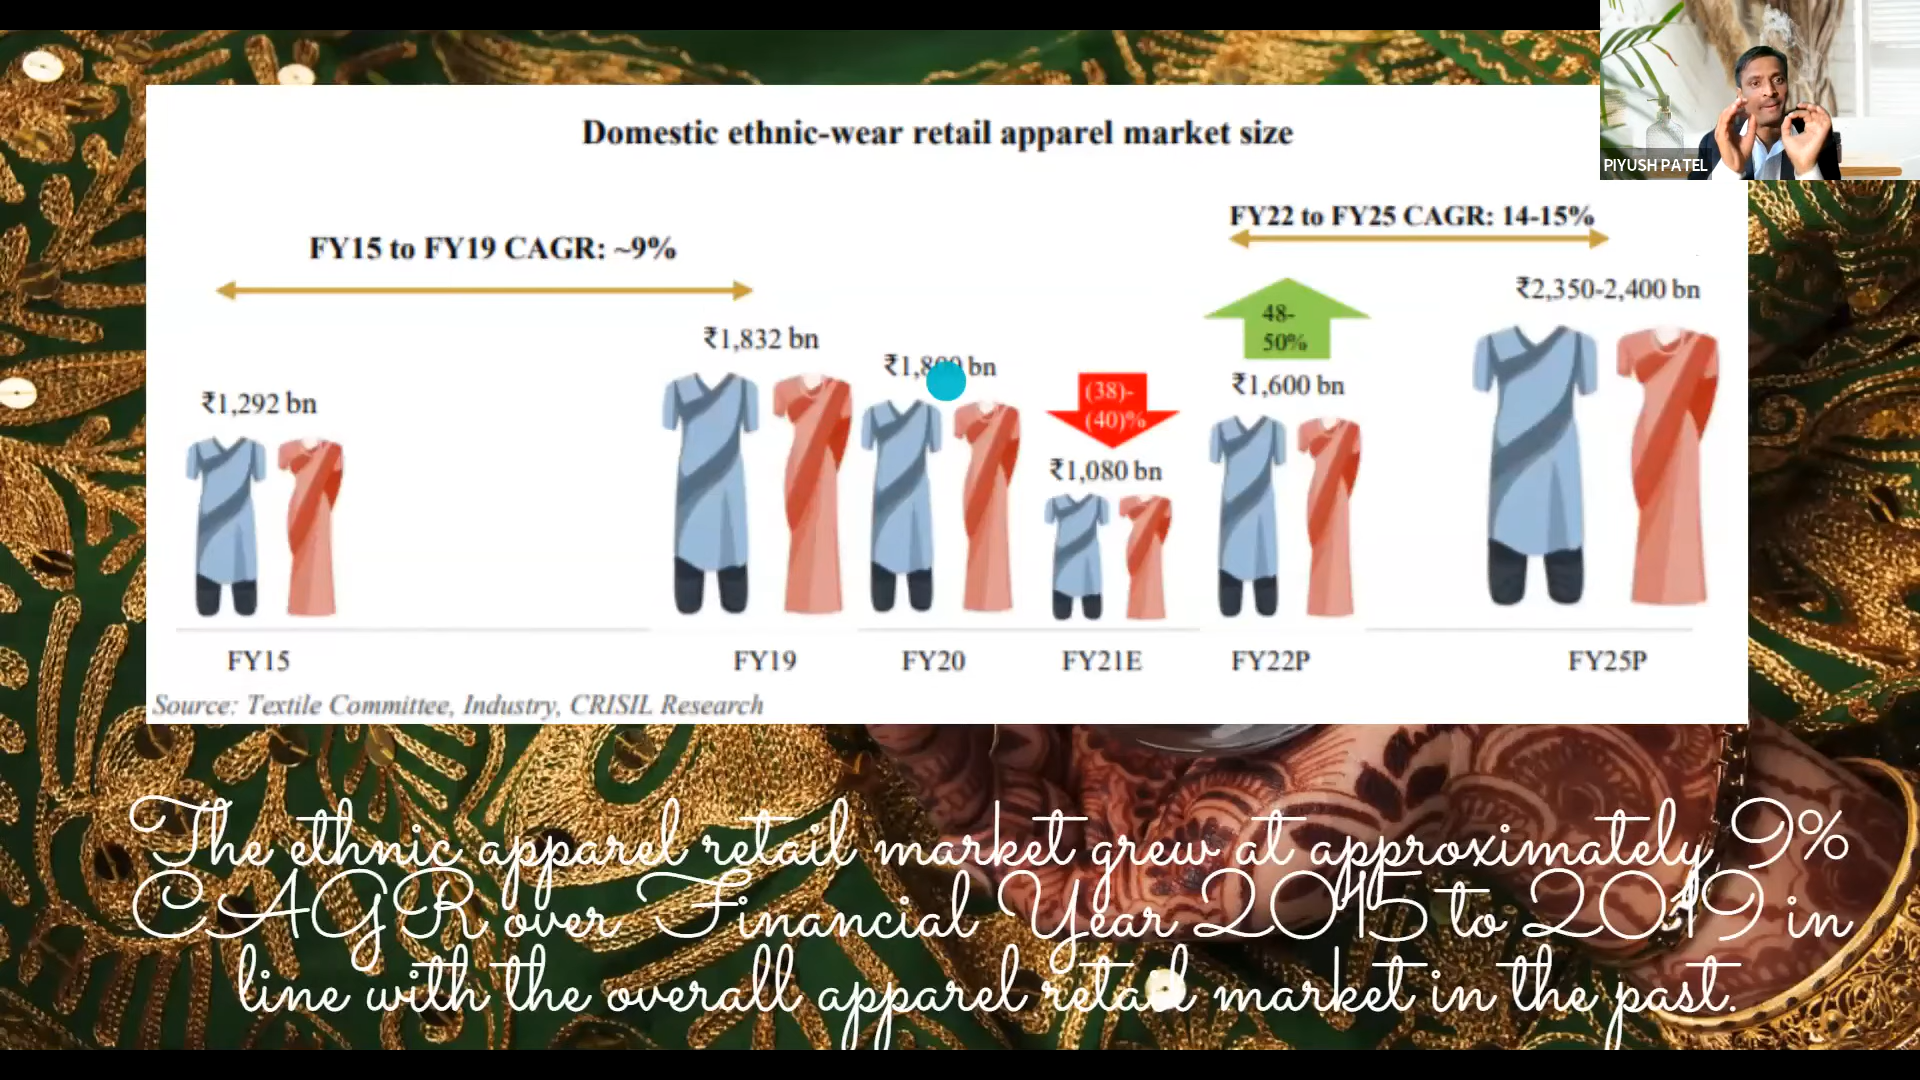 Domestic ethnic-wear retail apparel market size
PIYUSH PATEL
FY22 to FY25 CAGR: 14-15%
FY15 to FY19 CAGR: ~9%
₹2,350-2,400 bn
48-
50%
₹1,832 bn
bn
(38)-
(40)%
₹1,600 bn
₹1,292 bn
₹1,080 bn
FY15 FY19 FY20 FY21E FY22P FY25P
Source: Textile Committee, Industry, CRISIL Research
The ethnic apparel retail market grew at approximately 9%
CAGR over Financial Year 2015 to 2019 in
line with the overall apparel retail market in the past.